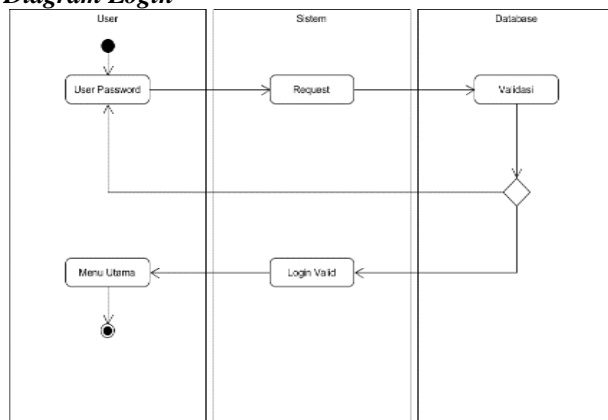 Diagram Login
User Sistem Database
User Password Request Validasi
Menu Utama Login Valid